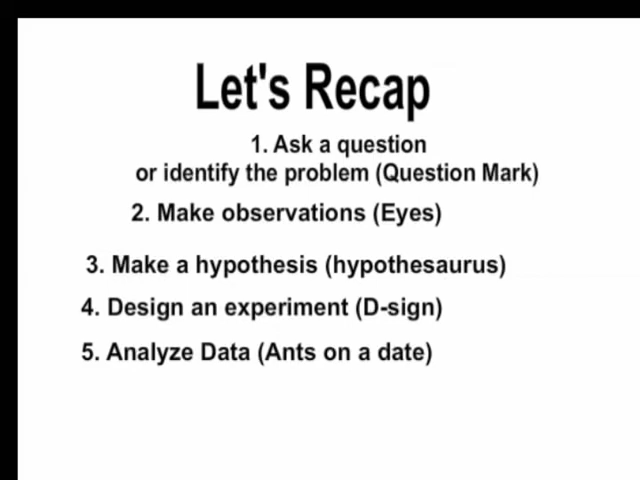 Let's Recap
1. Ask a question
or identify the problem (Question Mark)
2. Make observations (Eyes)
3. Make a hypothesis (hypothesaurus)
4. Design an experiment (D-sign)
5. Analyze Data (Ants on a date)